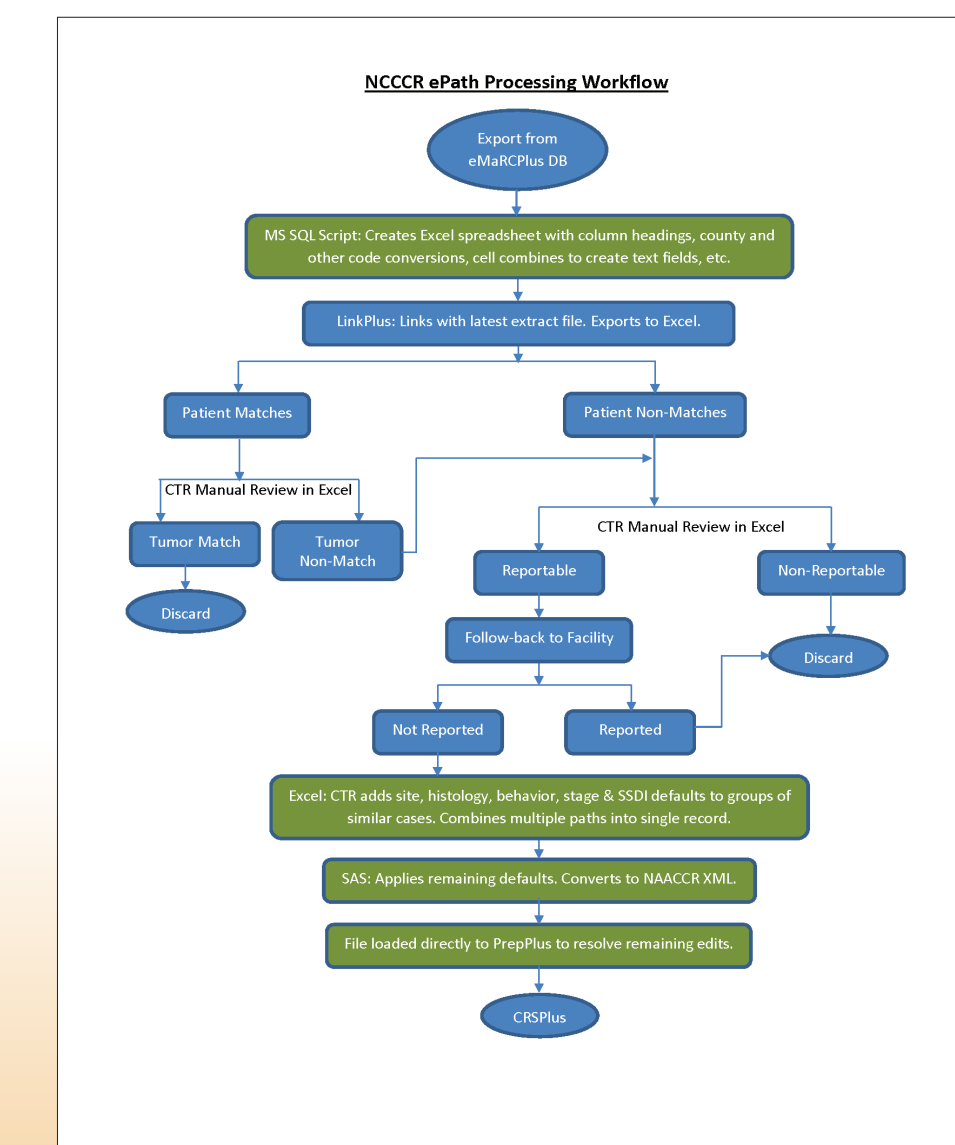 NCCCR ePath Processing Workflow
Export from
eMaRCPlus DB
MS SQL Script: Creates Excel spreadsheet with column headings, county and
other code conversions, cell combines to create text fields, etc.
LinkPlus: Links with latest extract file. Exports to Excel.
Patient Matches
Patient Non-Matches
CTR Manual Review in Excel
Tumor Match
Tumor
Non-Match
Discard
CTR Manual Review in Excel
Reportable
Non-Reportable
Follow-back to Facility
Discard
Not Reported
Reported
Excel: CTR adds site, histology, behavior, stage & SSDI defaults to groups of
similar cases. Combines multiple paths into single record.
SAS: Applies remaining defaults. Converts to NAACCR XML.
File loaded directly to PrepPlus to resolve remaining edits.
CRSPlus